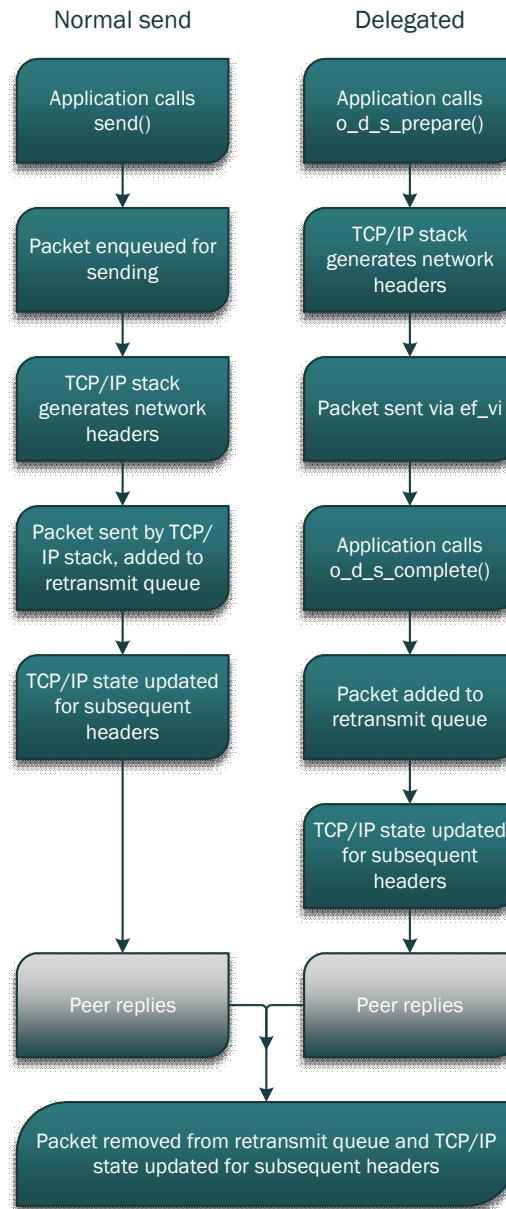 Normal send
Delegated
Application calls
send()
Application calls
o_d_s_prepare()
Packet enqueued for
sending
TCP/IP stack
generates network
headers
TCP/IP stack
generates network
headers
Packet sent via ef_vi
Packet sent by TCP/
IP stack, added to
retransmit queue
Application calls
o_d_s_complete()
TCP/IP state updated
for subsequent
headers
Packet added to
retransmit queue
TCP/IP state updated
for subsequent
headers
Peer replies
Peer replies
Packet removed from retransmit queue and TCP/IP
state updated for subsequent headers